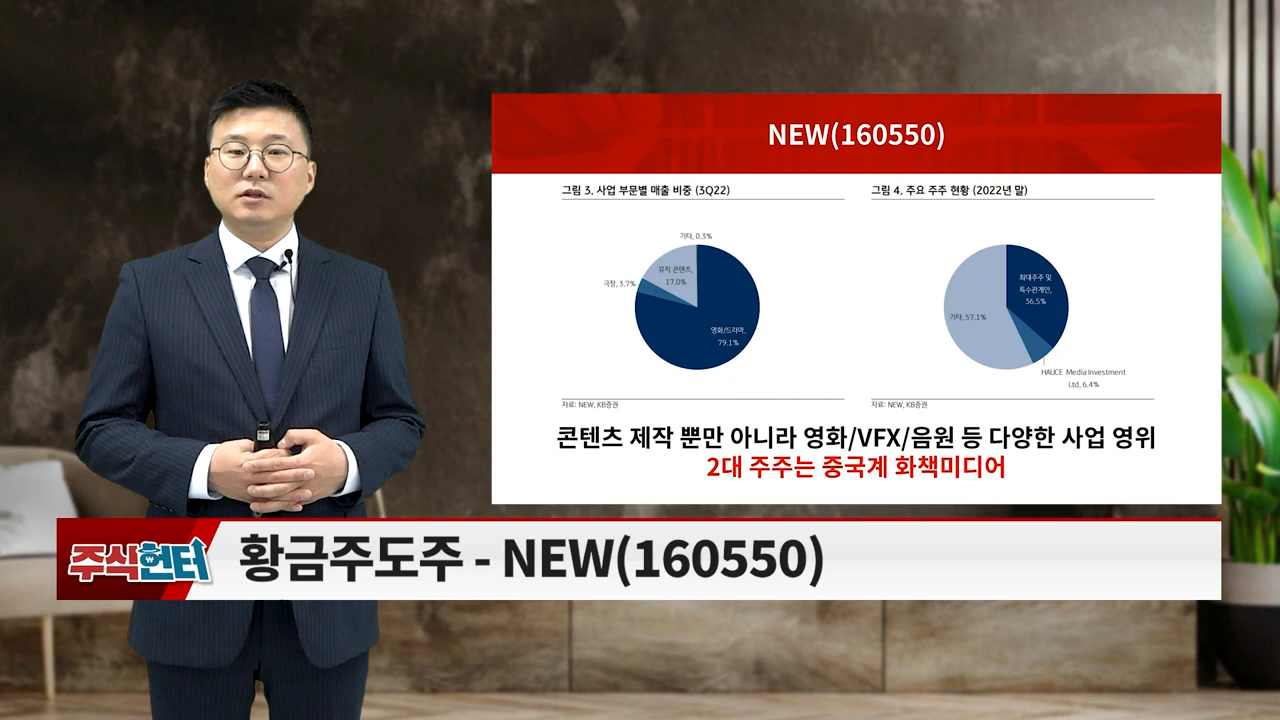 NEW(160550)
그림 3. 사업 부문별 매출 비중 (3Q22)
기타, 0.3%
뮤직 콘텐츠,
17.0%
극장, 3.7%
영화/드라마,
79.1%
자료: NEW, KB증권
그림 4. 주요 주주 현황 (2022년 말)
최대주주 및
특수관계인,
36.5%
기타, 57.1%
HAUCE Media Investment
Ltd, 6.4%
자료: NEW, KB증권
콘텐츠 제작 뿐만 아니라 영화/VFX/음원 등 다양한 사업 영위
2대 주주는 중국계 화책미디어
주식헌터
황금주도주 - NEW(160550)